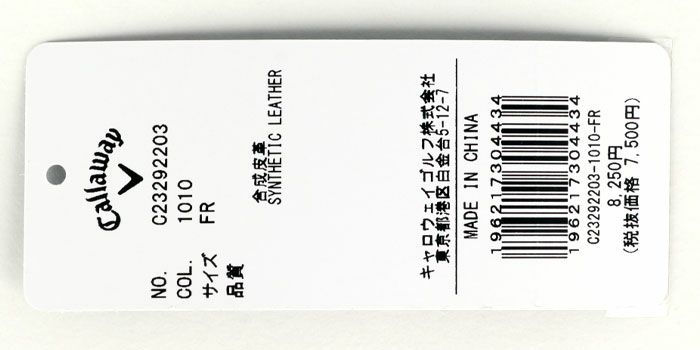 Callaway
NO. C23292203
COL. 1010
サイズ FR
品質
合成皮革
SYNTHETIC LEATHER
キャロウェイゴルフ株式会社
東京都港区白金台5-12-7
MADE IN CHINA
196217304434
196217304434
C23292203-1010-FR
8,250円
(税抜価格 7,500円)